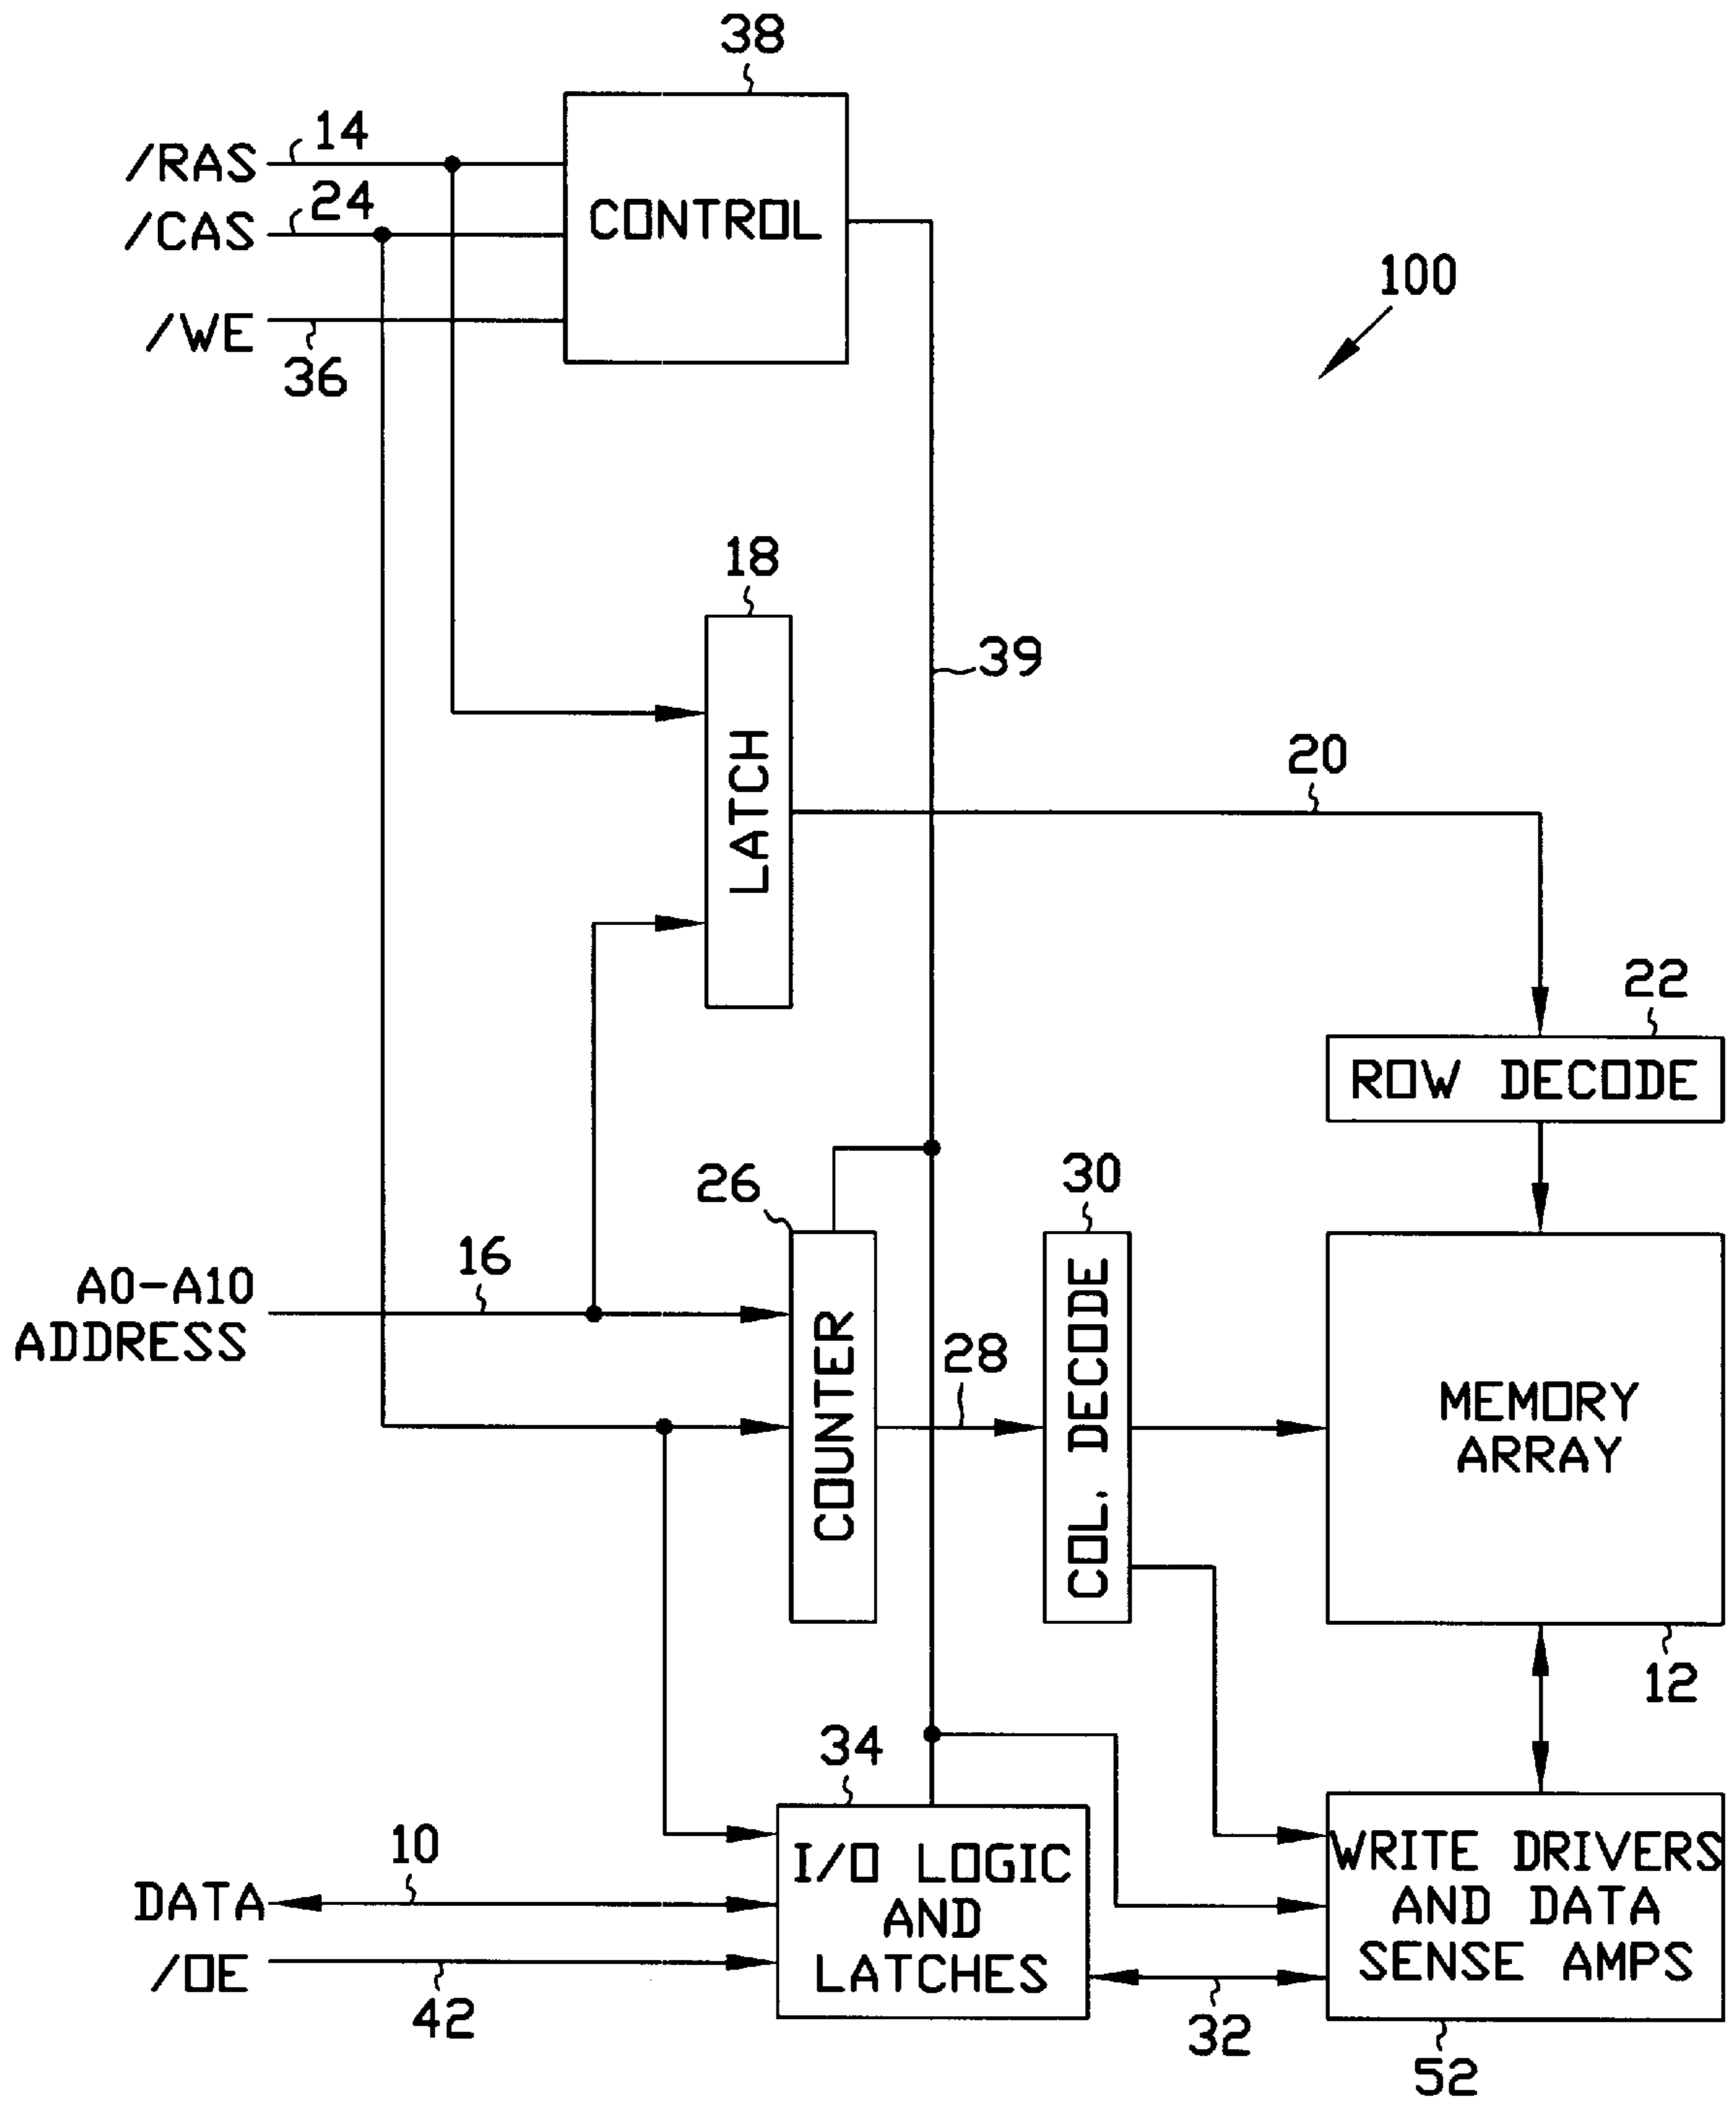 38
14
/RAS
24
/CAS
CONTROL
100
/WE
36
18
39
LATCH
20
22
ROW DECODE
26
30
16
A0-A10
ADDRESS
COUNTER
28
COL. DECODE
MEMORY
ARRAY
12
34
10
DATA
I/O LOGIC
AND
LATCHES
WRITE DRIVERS
AND DATA
SENSE AMPS
/OE
42
32
52